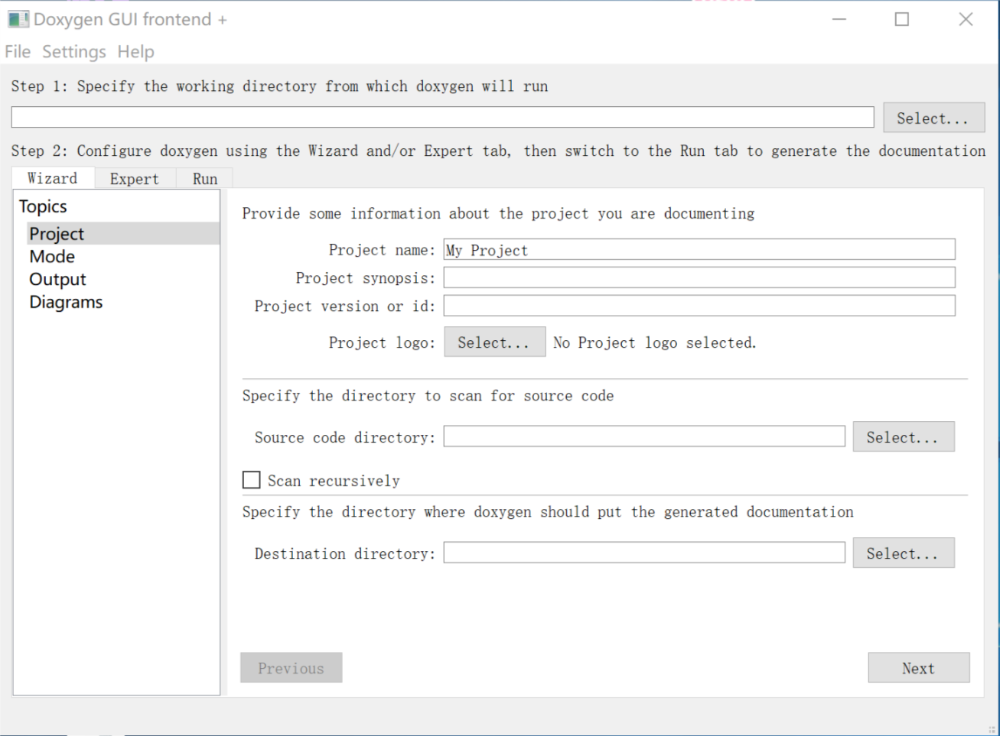 Doxygen GUI frontend +
File Settings Help
Step 1: Specify the working directory from which doxygen will run
Select...
Step 2: Configure doxygen using the Wizard and/or Expert tab, then switch to the Run tab to generate the documentation
Wizard Expert Run
Topics
Project
Mode
Output
Diagrams
Provide some information about the project you are documenting
Project name: My Project
Project synopsis:
Project version or id:
Project logo: Select... No Project logo selected.
Specify the directory to scan for source code
Source code directory: Select...
Scan recursively
Specify the directory where doxygen should put the generated documentation
Destination directory: Select...
Previous Next